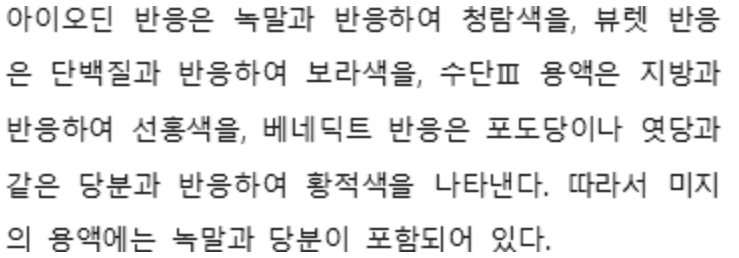 아이오딘 반응은 녹말과 반응하여 청람색을, 뷰렛 반응
은 단백질과 반응하여 보라색을, 수단Ⅲ 용액은 지방과
반응하여 선홍색을, 베네딕트 반응은 포도당이나 엿당과
같은 당분과 반응하여 황적색을 나타낸다. 따라서 미지
의 용액에는 녹말과 당분이 포함되어 있다.